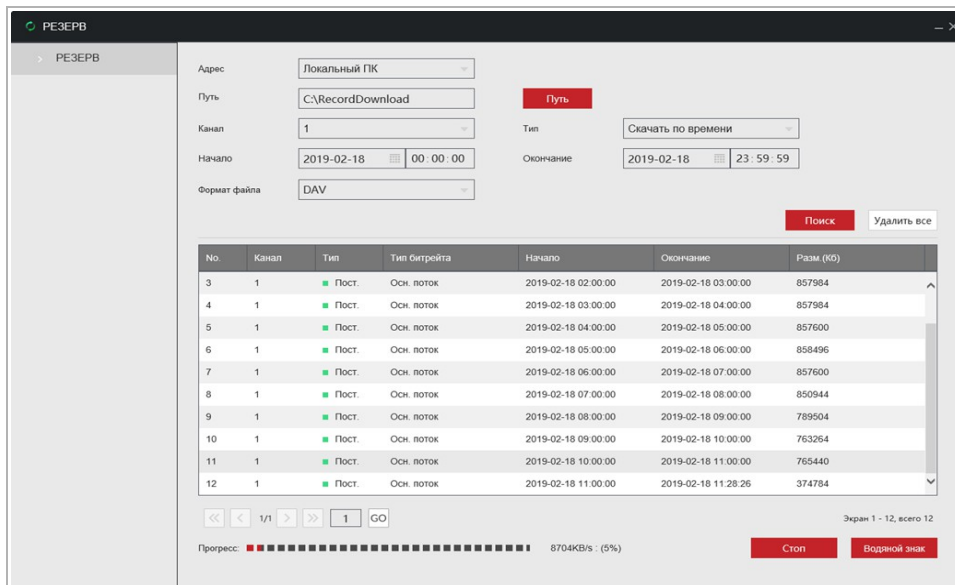 РЕЗЕРВ
РЕЗЕРВ
Адрес Локальный ПК
Путь C:\RecordDownload Путь
Канал 1 Тип Скачать по времени
Начало 2019-02-18 00:00:00 Окончание 2019-02-18 23:59:59
Формат файла DAV
Поиск Удалить все
No. Канал Тип Тип битрейта Начало Окончание Разм.(Кб)
3 1 Пост. Осн. поток 2019-02-18 02:00:00 2019-02-18 03:00:00 857984
4 1 Пост. Осн. поток 2019-02-18 03:00:00 2019-02-18 04:00:00 857984
5 1 Пост. Осн. поток 2019-02-18 04:00:00 2019-02-18 05:00:00 857600
6 1 Пост. Осн. поток 2019-02-18 05:00:00 2019-02-18 06:00:00 858496
7 1 Пост. Осн. поток 2019-02-18 06:00:00 2019-02-18 07:00:00 857600
8 1 Пост. Осн. поток 2019-02-18 07:00:00 2019-02-18 08:00:00 850944
9 1 Пост. Осн. поток 2019-02-18 08:00:00 2019-02-18 09:00:00 789504
10 1 Пост. Осн. поток 2019-02-18 09:00:00 2019-02-18 10:00:00 763264
11 1 Пост. Осн. поток 2019-02-18 10:00:00 2019-02-18 11:00:00 765440
12 1 Пост. Осн. поток 2019-02-18 11:00:00 2019-02-18 11:28:26 374784
1/1 1 GO Экран 1 - 12, всего 12
Прогресс: 8704KB/s : (5%) Стоп Водяной знак